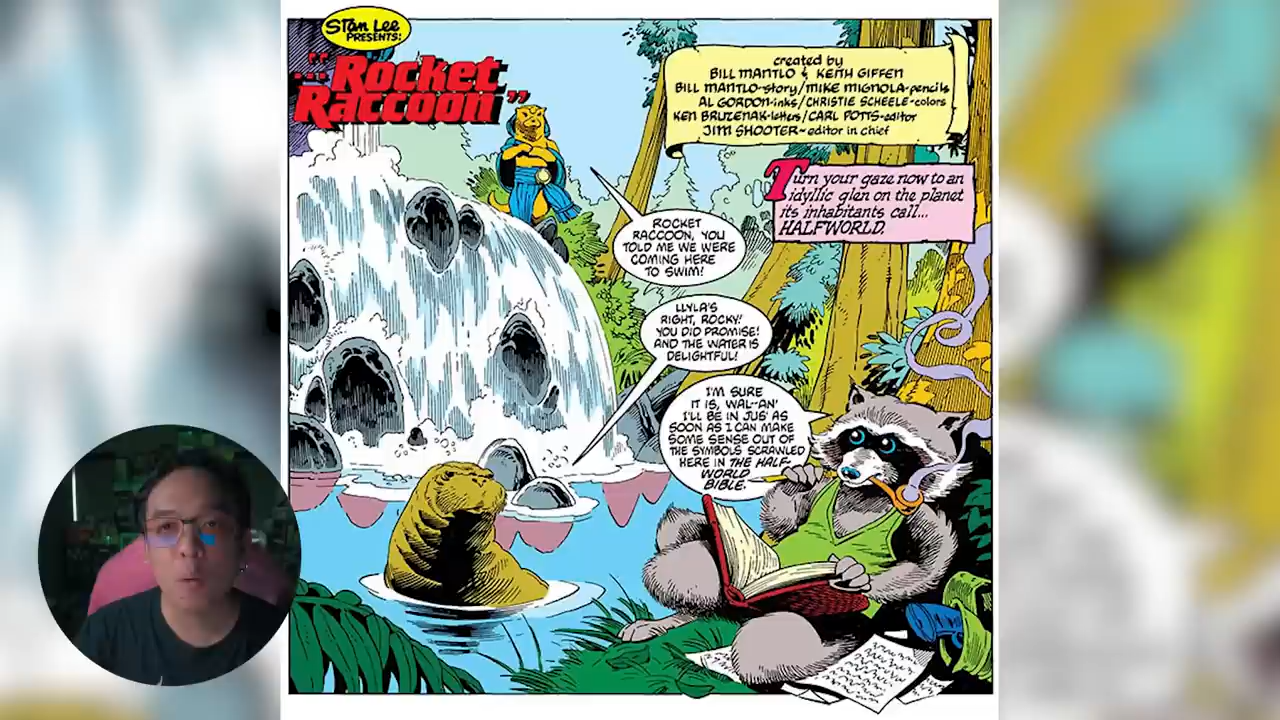 STan Lee
PRESENTS:
"...Rocket
Raccoon"
created by
BILL MANTLO & KEITH GIFFEN
BILL MANTLO-story/MIKE MIGNOLA-pencils
AL GORDON-inks/CHRISTIE SCHEELE-colors
KEN BRUZENAK-letters/CARL POTTS-editor
JIM SHOOTER-editor in chief
Turn your gaze now to an
idyllic glen on the planet
its inhabitants call...
HALFWORLD.
ROCKET
RACCOON, YOU
TOLD ME WE WERE
COMING HERE
TO SWIM!
LLYLA'S
RIGHT, ROCKY!
YOU DID PROMISE!
AND THE WATER IS
DELIGHTFUL!
I'M SURE
IT IS, WAL--AN'
I'LL BE IN JUS' AS
SOON AS I CAN MAKE
SOME SENSE OUT OF
THE SYMBOLS SCRAWLED
HERE IN THE HALF-
WORLD
BIBLE.